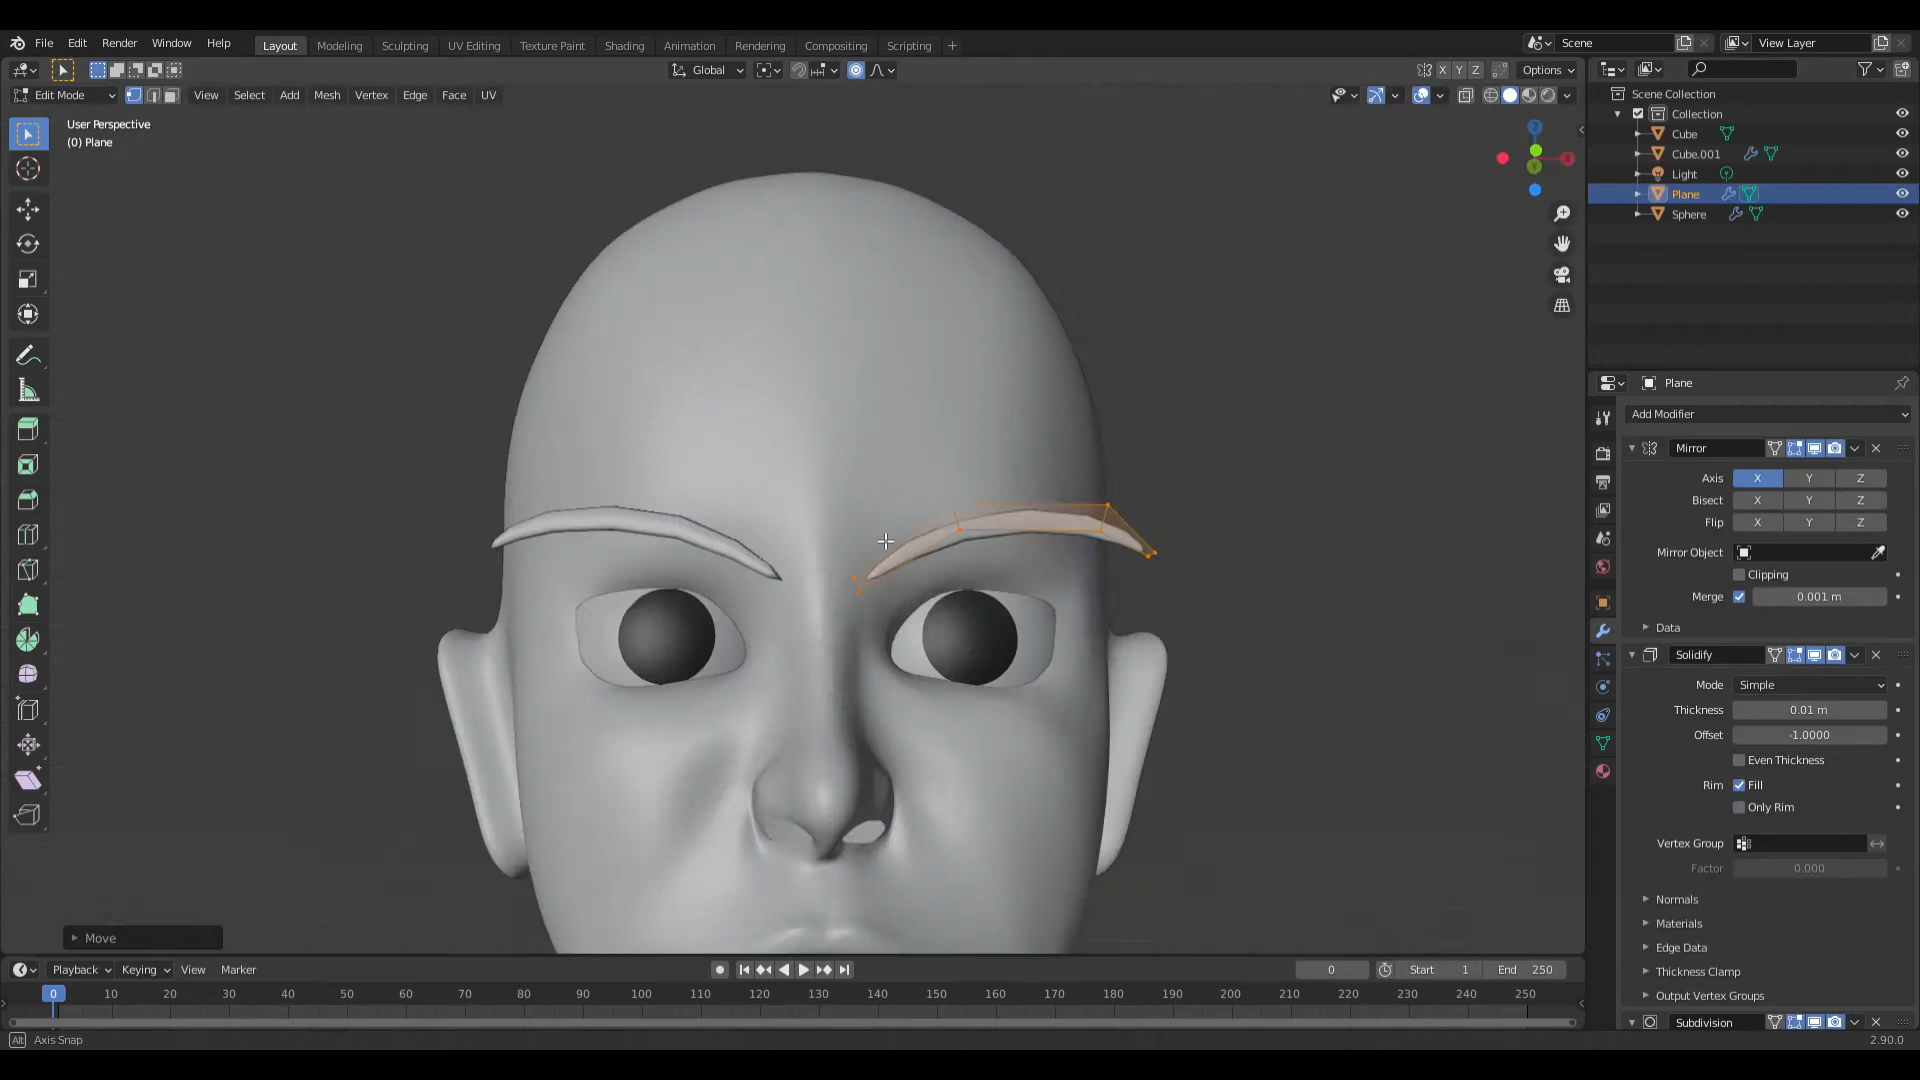 File Edit Render Window Help Layout Modeling Sculpting UV Editing Texture Paint Shading Animation Rendering Compositing Scripting + Scene View Layer
Global Options
X Y Z
Edit Mode View Select Add Mesh Vertex Edge Face UV
User Perspective
(0) Plane
Scene Collection
Collection
Cube
Cube.001
Light
Plane
Sphere
Plane
Add Modifier
Mirror
Axis X Y Z
Bisect X Y Z
Flip X Y Z
Mirror Object
Clipping
Merge 0.001 m
Data
Solidify
Mode Simple
Thickness 0.01 m
Offset -1.0000
Even Thickness
Rim Fill
Only Rim
Vertex Group
Factor 0.000
Normals
Materials
Edge Data
Thickness Clamp
Output Vertex Groups
Subdivision
Move
Playback Keying View Marker 0 Start 1 End 250
0 10 20 30 40 50 60 70 80 90 100 110 120 130 140 150 160 170 180 190 200 210 220 230 240 250
Alt Axis Snap 2.90.0